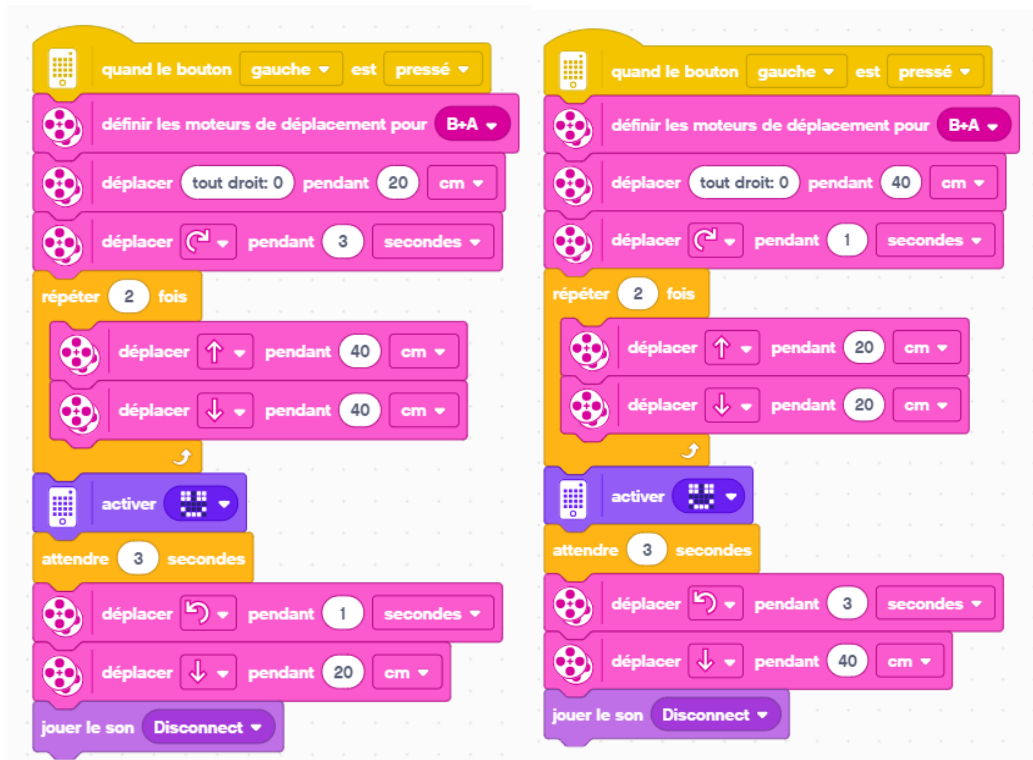 quand le bouton gauche est pressé
définir les moteurs de déplacement pour B+A
déplacer tout droit: 0 pendant 20 cm
déplacer pendant 3 secondes
répéter 2 fois
déplacer pendant 40 cm
déplacer pendant 40 cm
activer
attendre 3 secondes
déplacer pendant 1 secondes
déplacer pendant 20 cm
jouer le son Disconnect
quand le bouton gauche est pressé
définir les moteurs de déplacement pour B+A
déplacer tout droit: 0 pendant 40 cm
déplacer pendant 1 secondes
répéter 2 fois
déplacer pendant 20 cm
déplacer pendant 20 cm
activer
attendre 3 secondes
déplacer pendant 3 secondes
déplacer pendant 40 cm
jouer le son Disconnect